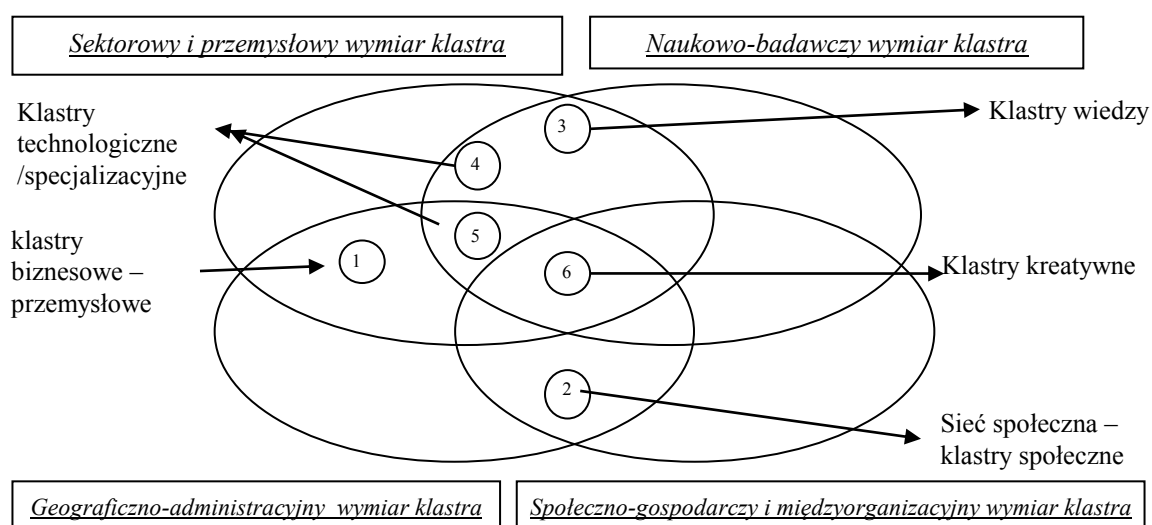 Sektorowy i przemysłowy wymiar klastra
Naukowo-badawczy wymiar klastra
Klastry
technologiczne
/specjalizacyjne
3
Klastry wiedzy
4
5
klastry
biznesowe –
przemysłowe
1
6
Klastry kreatywne
2
Sieć społeczna –
klastry społeczne
Geograficzno-administracyjny wymiar klastra
Społeczno-gospodarczy i międzyorganizacyjny wymiar klastra